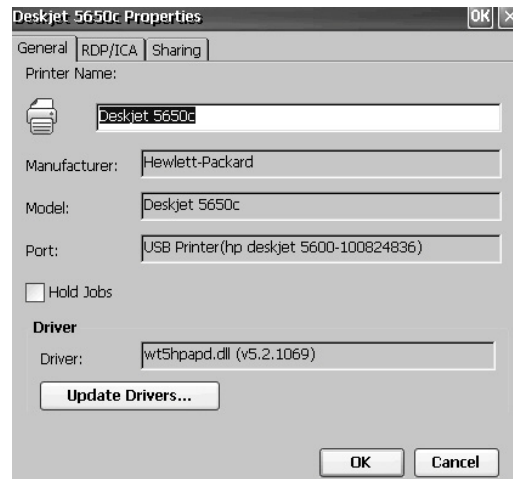 Deskjet 5650c Properties OK
General RDP/ICA Sharing
Printer Name:
Deskjet 5650c
Manufacturer: Hewlett-Packard
Model: Deskjet 5650c
Port: USB Printer(hp deskjet 5600-100824836)
Hold Jobs
Driver
Driver: wt5hpapd.dll (v5.2.1069)
Update Drivers...
OK Cancel